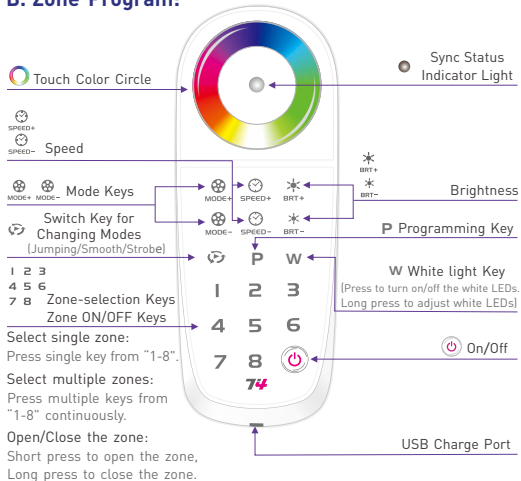 B. Zone Program:
Touch Color Circle
Sync Status
Indicator Light
SPEED+
SPEED-
Speed
MODE+ MODE- Mode Keys
Switch Key for
Changing Modes
(Jumping/Smooth/Strobe)
1 2 3
4 5 6
7 8 Zone-selection Keys
Zone ON/OFF Keys
Select single zone:
Press single key from "1-8".
Select multiple zones:
Press multiple keys from
"1-8" continuously.
Open/Close the zone:
Short press to open the zone,
Long press to close the zone.
MODE+ SPEED+ BRT+
MODE- SPEED- BRT-
P W
1 2 3
4 5 6
7 8
74
BRT+
BRT-
Brightness
P Programming Key
W White light Key
(Press to turn on/off the white LEDs.
Long press to adjust white LEDs)
On/Off
USB Charge Port